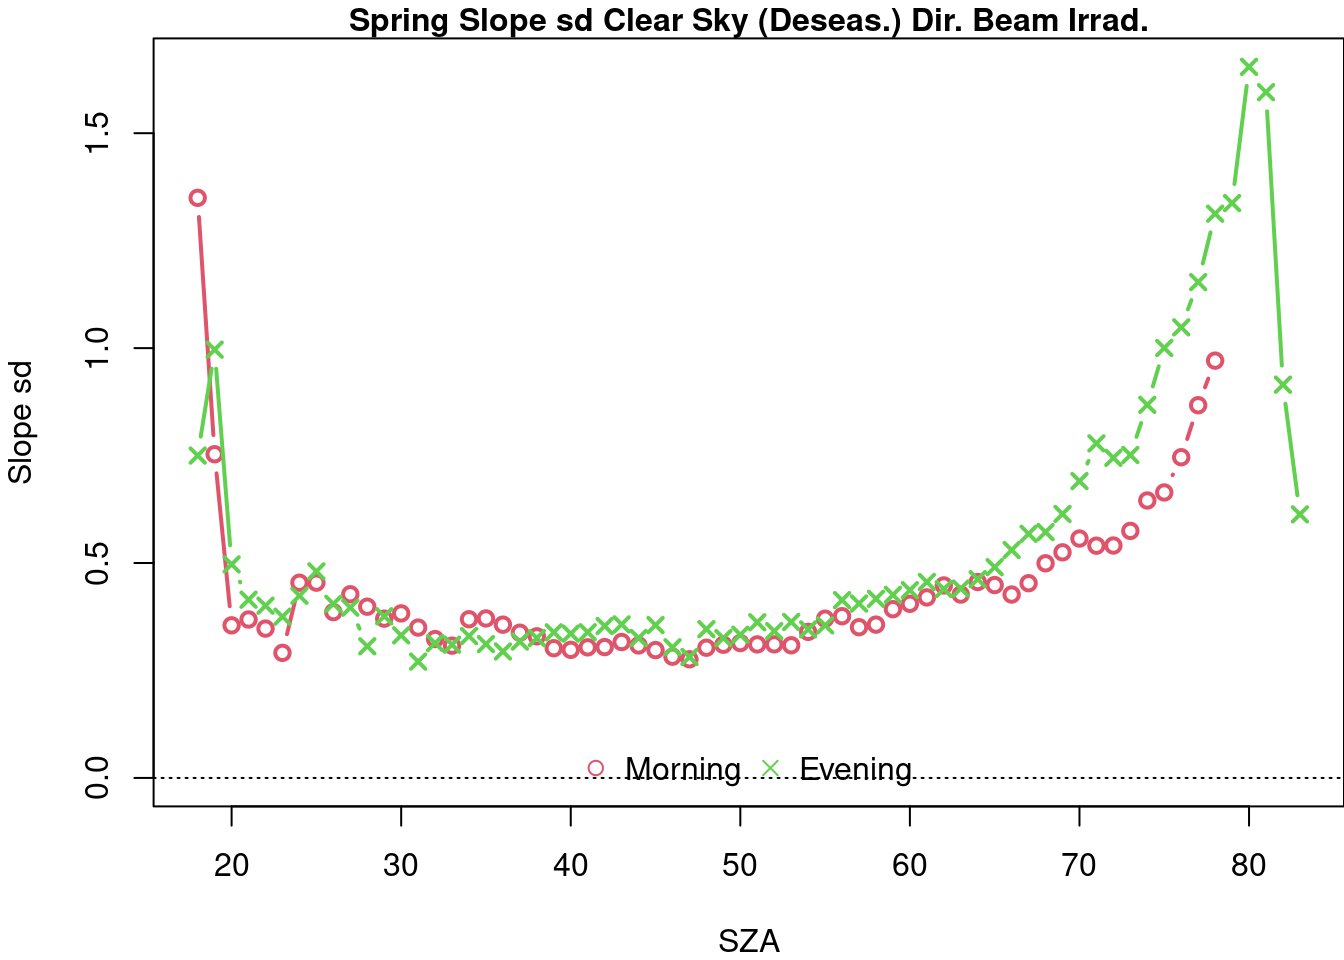 Spring Slope sd Clear Sky (Deseas.) Dir. Beam Irrad.
Slope sd
1.5
1.0
0.5
0.0
Morning Evening
20 30 40 50 60 70 80
SZA